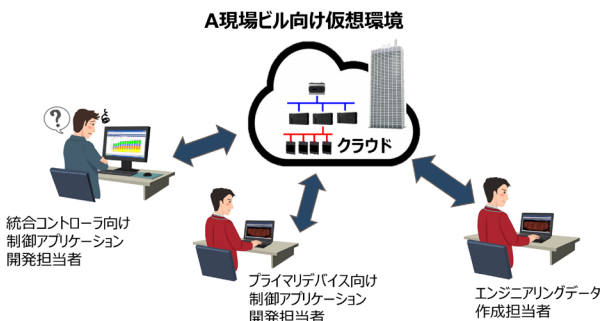 A現場ビル向け仮想環境
クラウド
?
統合コントローラ向け
制御アプリケーション
開発担当者
プライマリデバイス向け
制御アプリケーション
開発担当者
エンジニアリングデータ
作成担当者